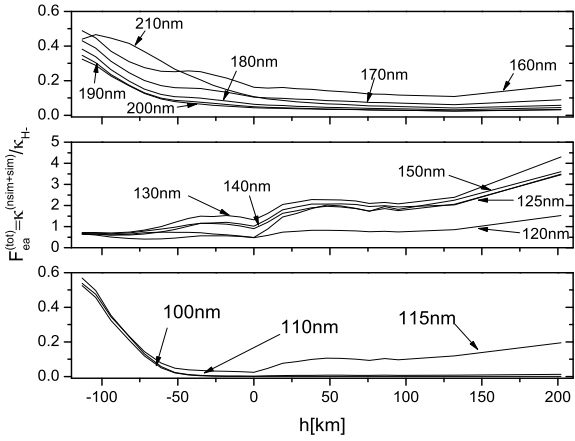 0.6
210nm
0.4
180nm
170nm
160nm
0.2
190nm
200nm
0.0
F_ea^(tot)=κ^(nsim+sim)/κ_H-
5
4
150nm
3
130nm
140nm
125nm
2
1
120nm
0
0.6
0.4
100nm
110nm
115nm
0.2
0.0
-100
-50
0
50
100
150
200
h[km]